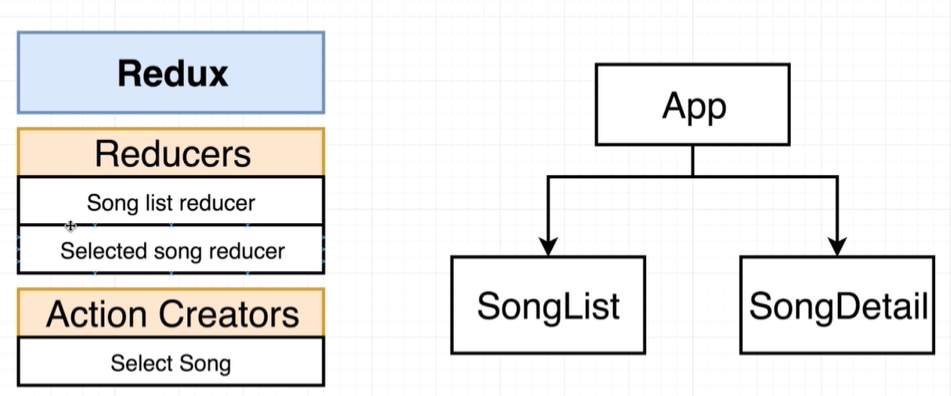 Redux
Reducers
Song list reducer
Selected song reducer
Action Creators
Select Song
App
SongList
SongDetail